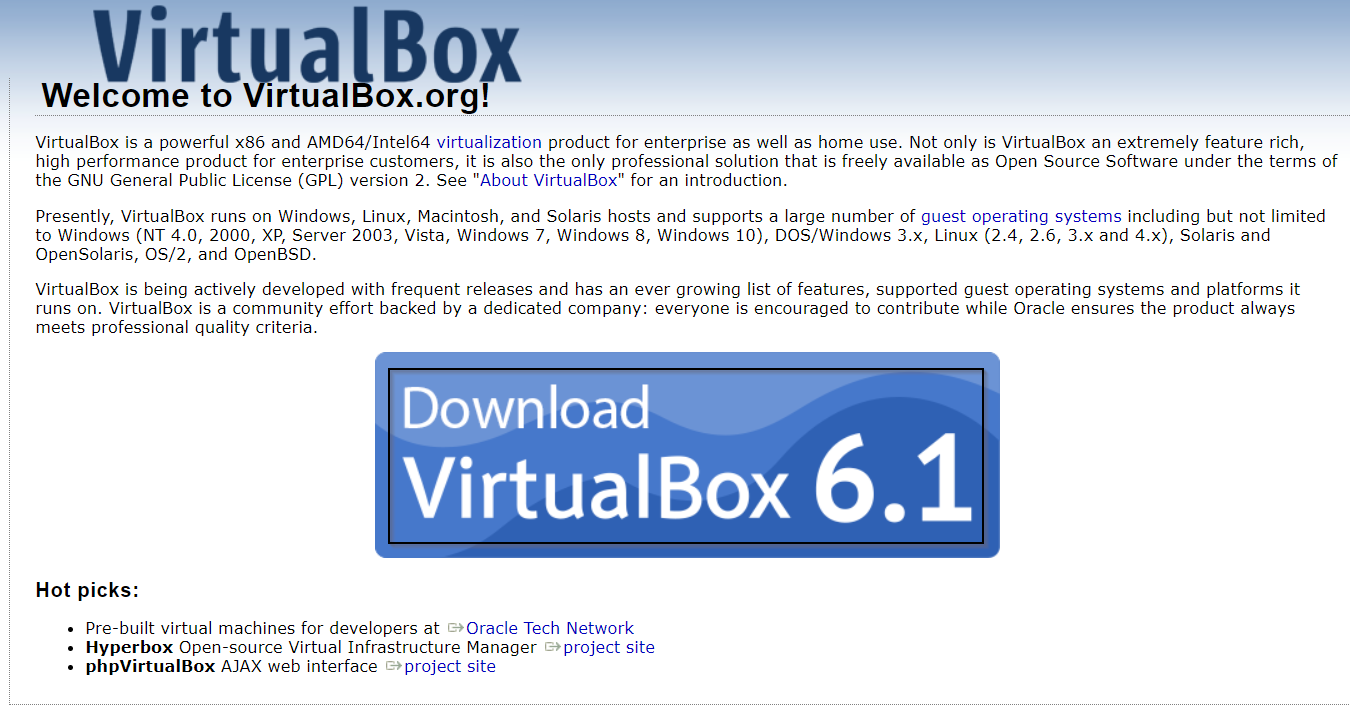 VirtualBox
Welcome to VirtualBox.org!
VirtualBox is a powerful x86 and AMD64/Intel64 virtualization product for enterprise as well as home use. Not only is VirtualBox an extremely feature rich,
high performance product for enterprise customers, it is also the only professional solution that is freely available as Open Source Software under the terms of
the GNU General Public License (GPL) version 2. See "About VirtualBox" for an introduction.
Presently, VirtualBox runs on Windows, Linux, Macintosh, and Solaris hosts and supports a large number of guest operating systems including but not limited
to Windows (NT 4.0, 2000, XP, Server 2003, Vista, Windows 7, Windows 8, Windows 10), DOS/Windows 3.x, Linux (2.4, 2.6, 3.x and 4.x), Solaris and
OpenSolaris, OS/2, and OpenBSD.
VirtualBox is being actively developed with frequent releases and has an ever growing list of features, supported guest operating systems and platforms it
runs on. VirtualBox is a community effort backed by a dedicated company: everyone is encouraged to contribute while Oracle ensures the product always
meets professional quality criteria.
Download
VirtualBox 6.1
Hot picks:
• Pre-built virtual machines for developers at Oracle Tech Network
• Hyperbox Open-source Virtual Infrastructure Manager project site
• phpVirtualBox AJAX web interface project site